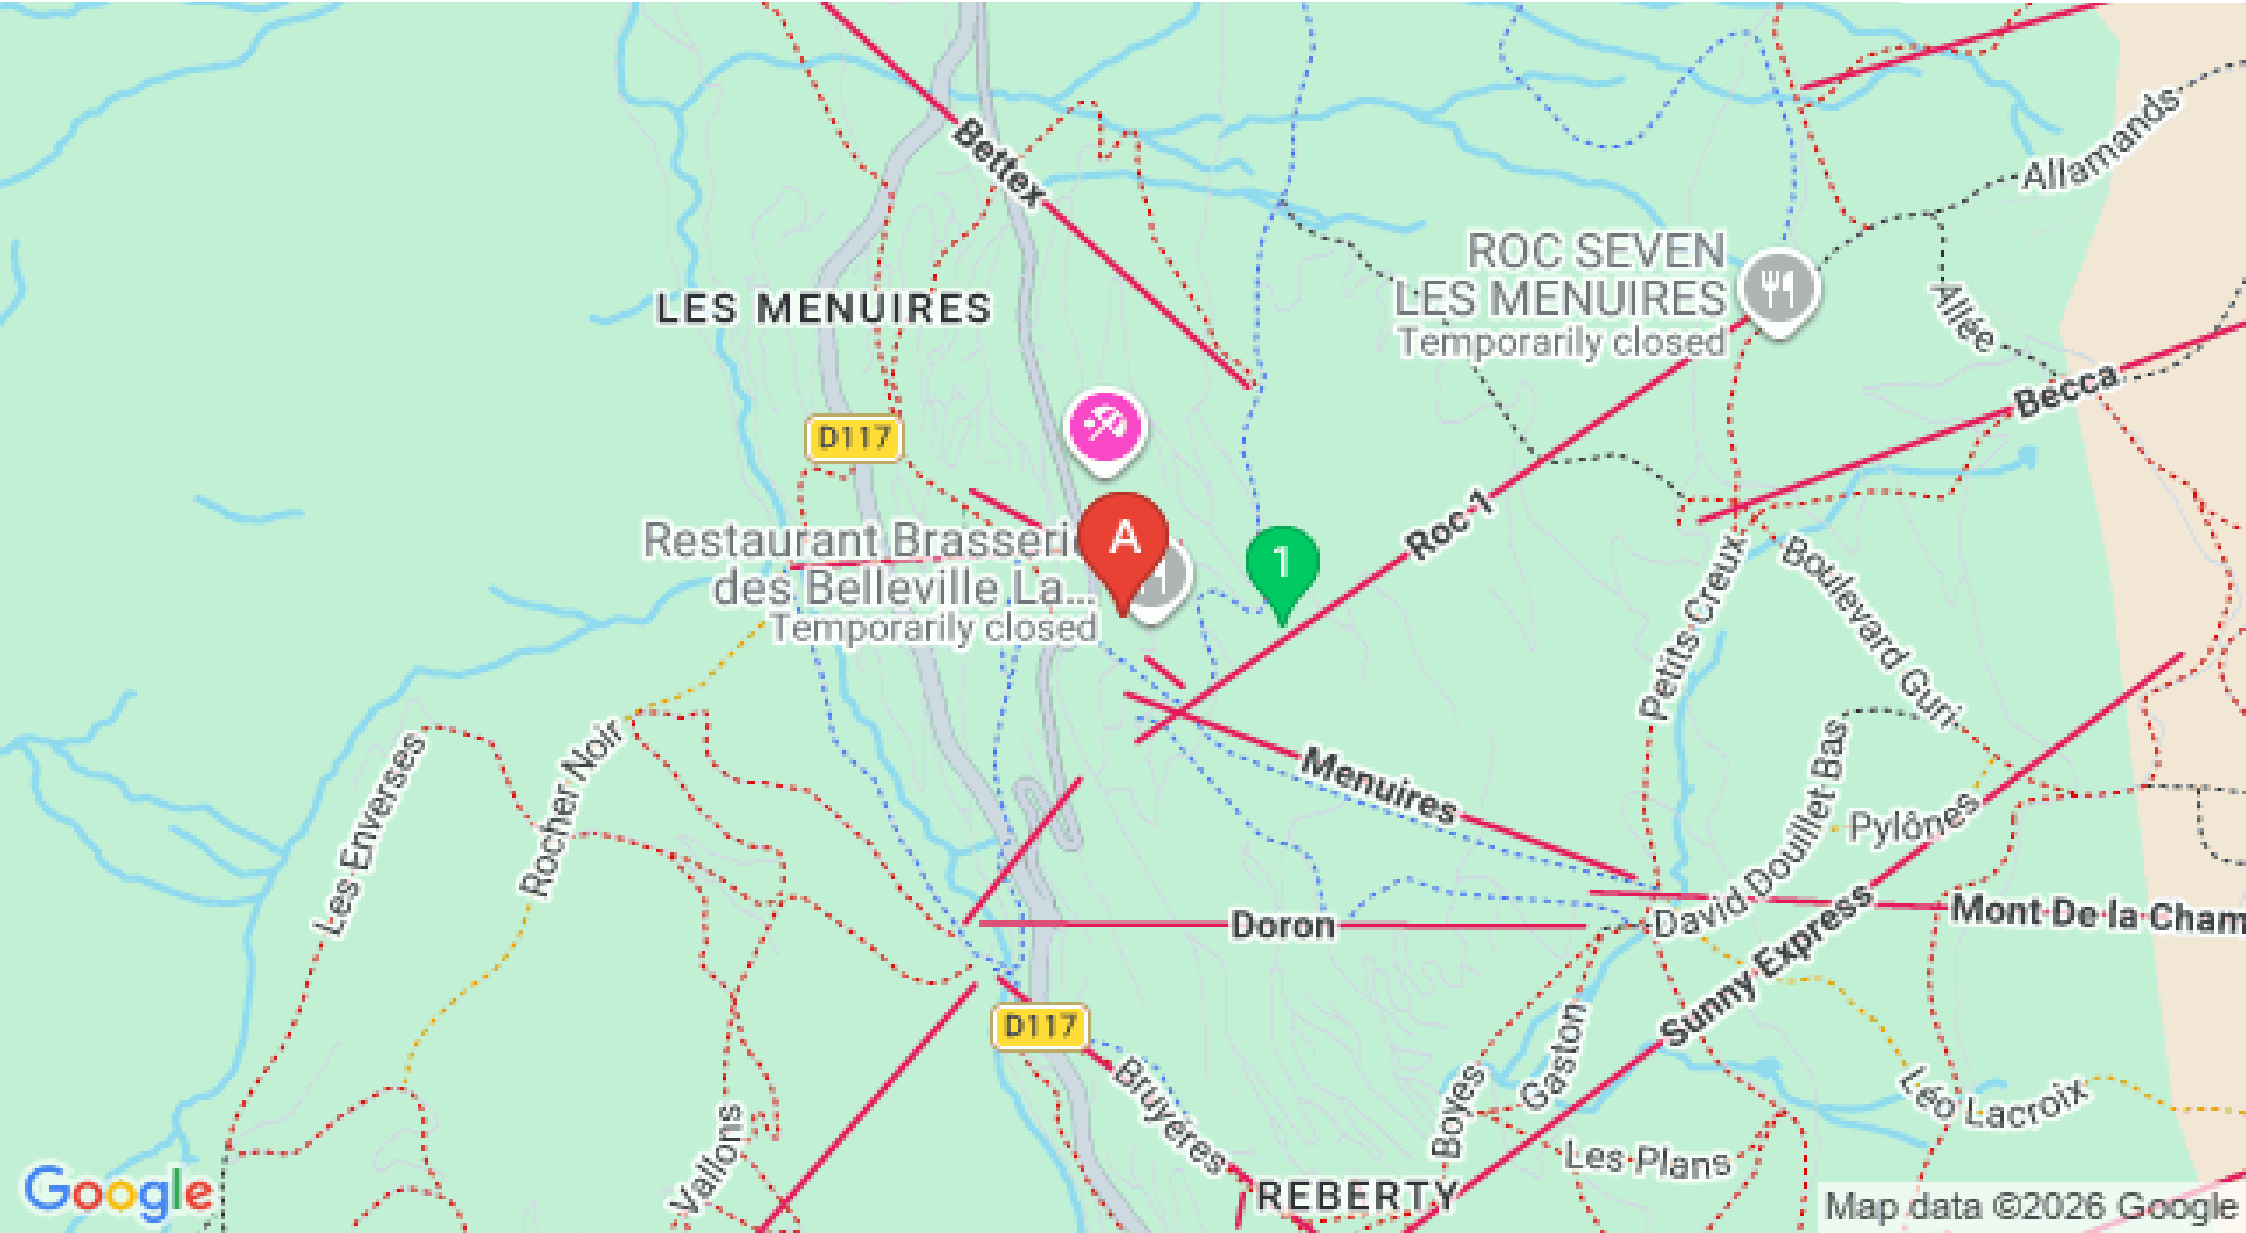 Bettex
Allamands
ROC SEVEN
LES MENUIRES
Temporarily closed
Allée
LES MENUIRES
Becca
D117
Roc 1
A
1
Restaurant Brasserie
des Belleville La...
Temporarily closed
Petits Creux
Boulevard Guri
Les Enverses
Rocher Noir
Menuires
David Douillet Bas
Pylônes
Doron
Mont De la Cham
Sunny Express
D117
Bruyéres
Gaston
Boyes
Léo Lacroix
Vallons
Les Plans
REBERTY
Google
Map data ©2026 Google